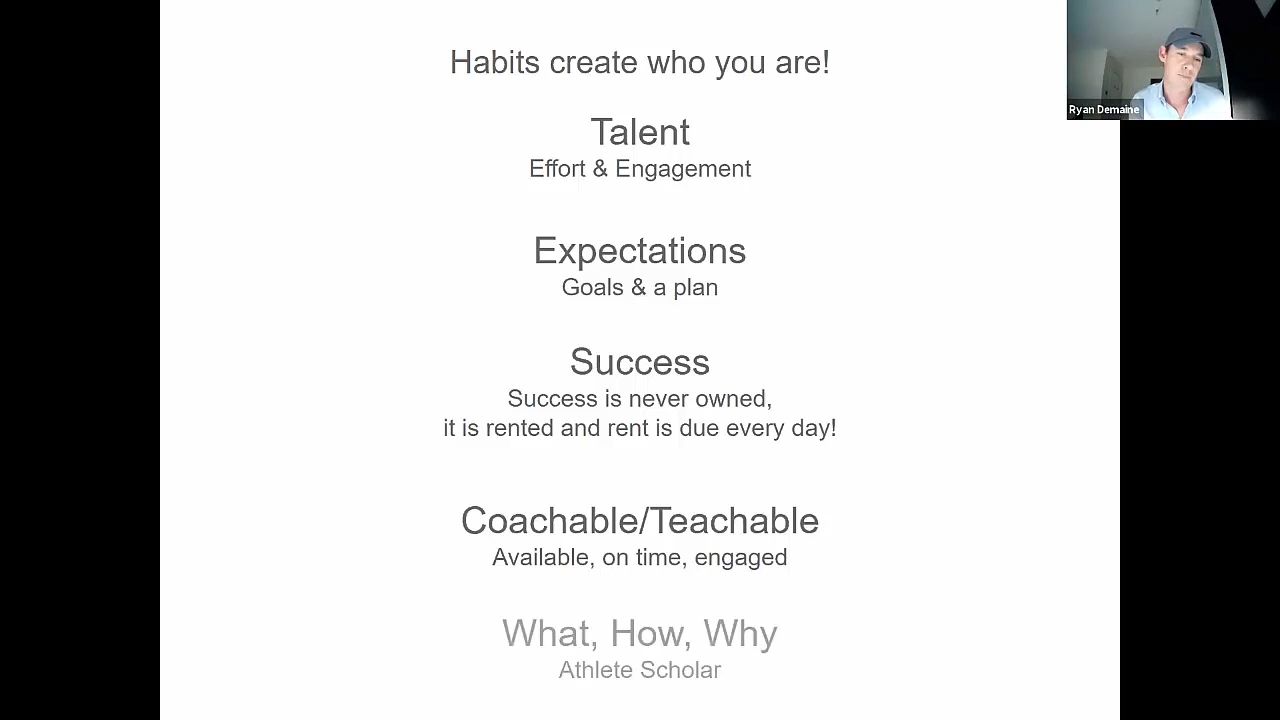 Habits create who you are!
Talent
Effort & Engagement
Expectations
Goals & a plan
Success
Success is never owned,
it is rented and rent is due every day!
Coachable/Teachable
Available, on time, engaged
What, How, Why
Athlete Scholar
Ryan Demaine